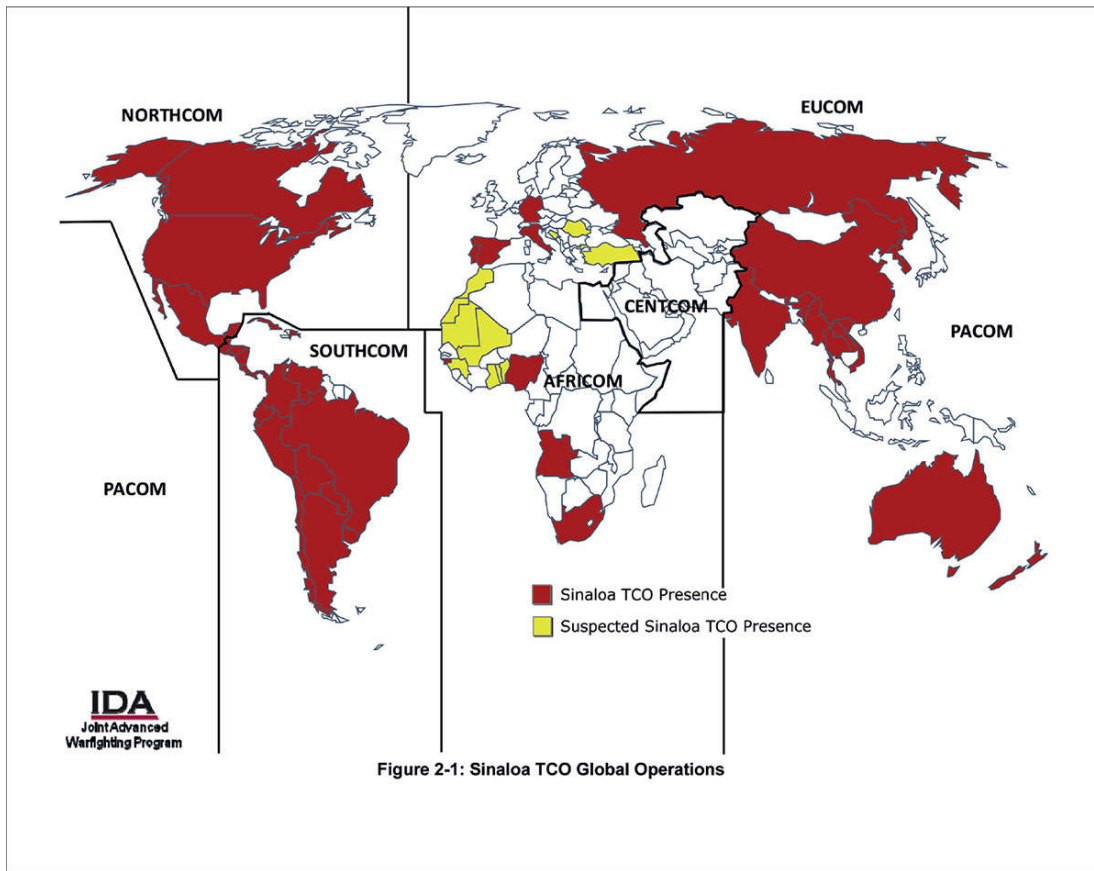 NORTHCOM
EUCOM
CENTCOM
SOUTHCOM
PACOM
AFRICOM
PACOM
Sinaloa TCO Presence
Suspected Sinaloa TCO Presence
IDA
Joint Advanced
Warfighting Program
Figure 2-1: Sinaloa TCO Global Operations